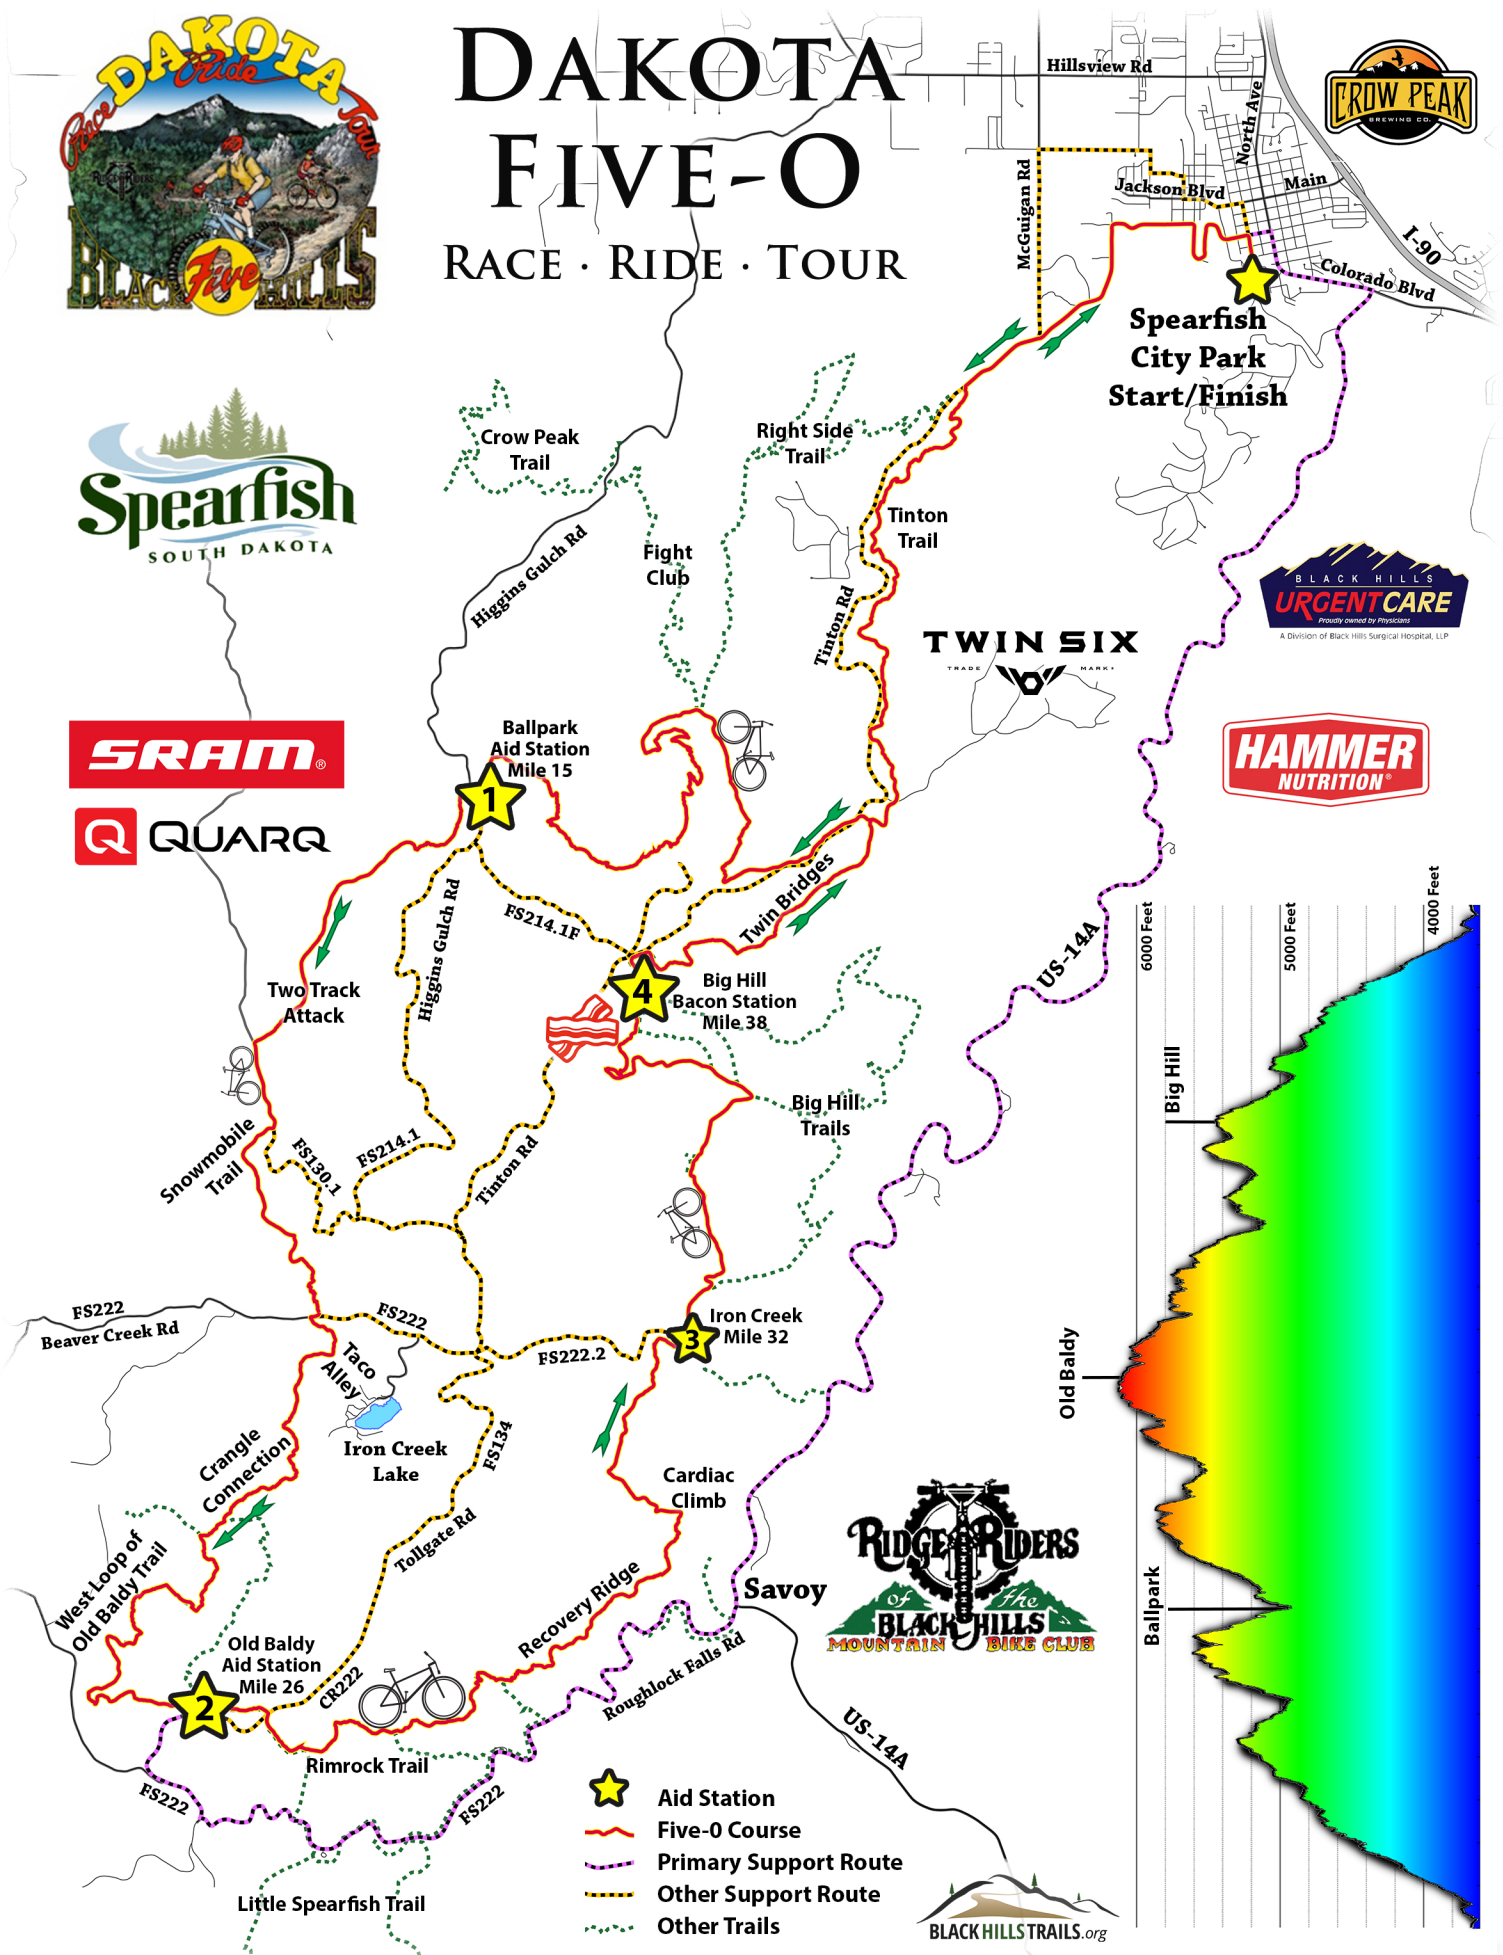 DAKOTA
FIVE-O
RACE · RIDE · TOUR
Race
DAKOTA
Ride
Tour
RIDGE RIDERS
BLACK HILLS
Five
CROW PEAK
BREWING CO.
Hillsview Rd
North Ave
McGuigan Rd
Jackson Blvd
Main
I-90
Colorado Blvd
Spearfish
City Park
Start/Finish
Spearfish
SOUTH DAKOTA
Crow Peak
Trail
Right Side
Trail
Tinton
Trail
Fight
Club
Higgins Gulch Rd
Tinton Rd
BLACK HILLS
URGENT CARE
Proudly owned by Physicians
A Division of Black Hills Surgical Hospital, LLP
TWIN SIX
TRADE MARK
SRAM®
Q QUARQ
HAMMER
NUTRITION®
Ballpark
Aid Station
Mile 15
1
Twin Bridges
FS214.1F
Higgins Gulch Rd
US-14A
Two Track
Attack
4
Big Hill
Bacon Station
Mile 38
Big Hill
Trails
Snowmobile
Trail
FS130.1
FS214.1
Tinton Rd
FS222
Beaver Creek Rd
FS222
FS222.2
3
Iron Creek
Mile 32
Taco
Alley
Iron Creek
Lake
Crangle
Connection
FS134
Tollgate Rd
Cardiac
Climb
West Loop of
Old Baldy Trail
Recovery Ridge
Savoy
Roughlock Falls Rd
US-14A
2
Old Baldy
Aid Station
Mile 26
CR222
Rimrock Trail
FS222
FS222
Little Spearfish Trail
RIDGE RIDERS
of the
BLACK HILLS
MOUNTAIN BIKE CLUB
Aid Station
Five-0 Course
Primary Support Route
Other Support Route
Other Trails
BLACKHILLSTRAILS.org
6000 Feet
5000 Feet
4000 Feet
Big Hill
Old Baldy
Ballpark